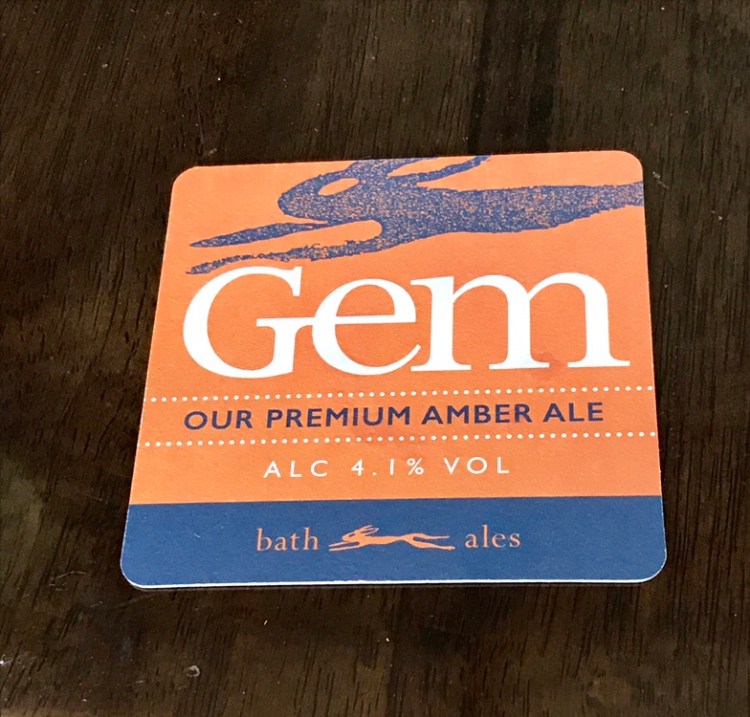 Gem
OUR PREMIUM AMBER ALE
ALC 4.1% VOL
bath ales